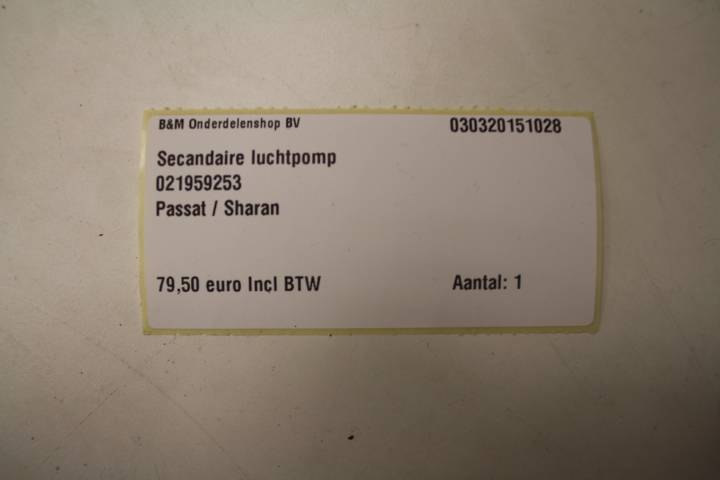 B&M Onderdelenshop BV 030320151028
Secandaire luchtpomp
021959253
Passat / Sharan
79,50 euro Incl BTW Aantal: 1